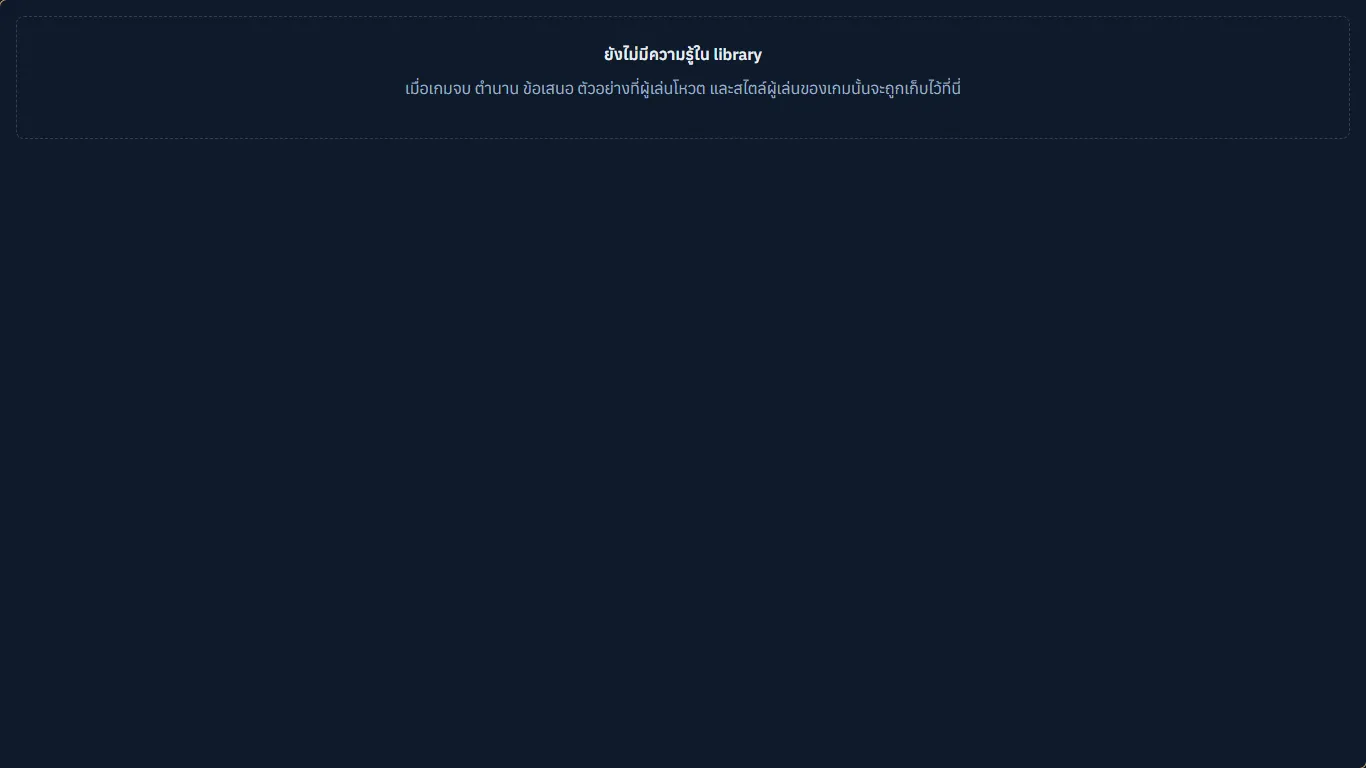 ยังไม่มีความรู้ใน library
เมื่อเกมจบ ตำนาน ข้อเสนอ ตัวอย่างที่ผู้เล่นโหวต และสไตล์ผู้เล่นของเกมนั้นจะถูกเก็บไว้ที่นี่